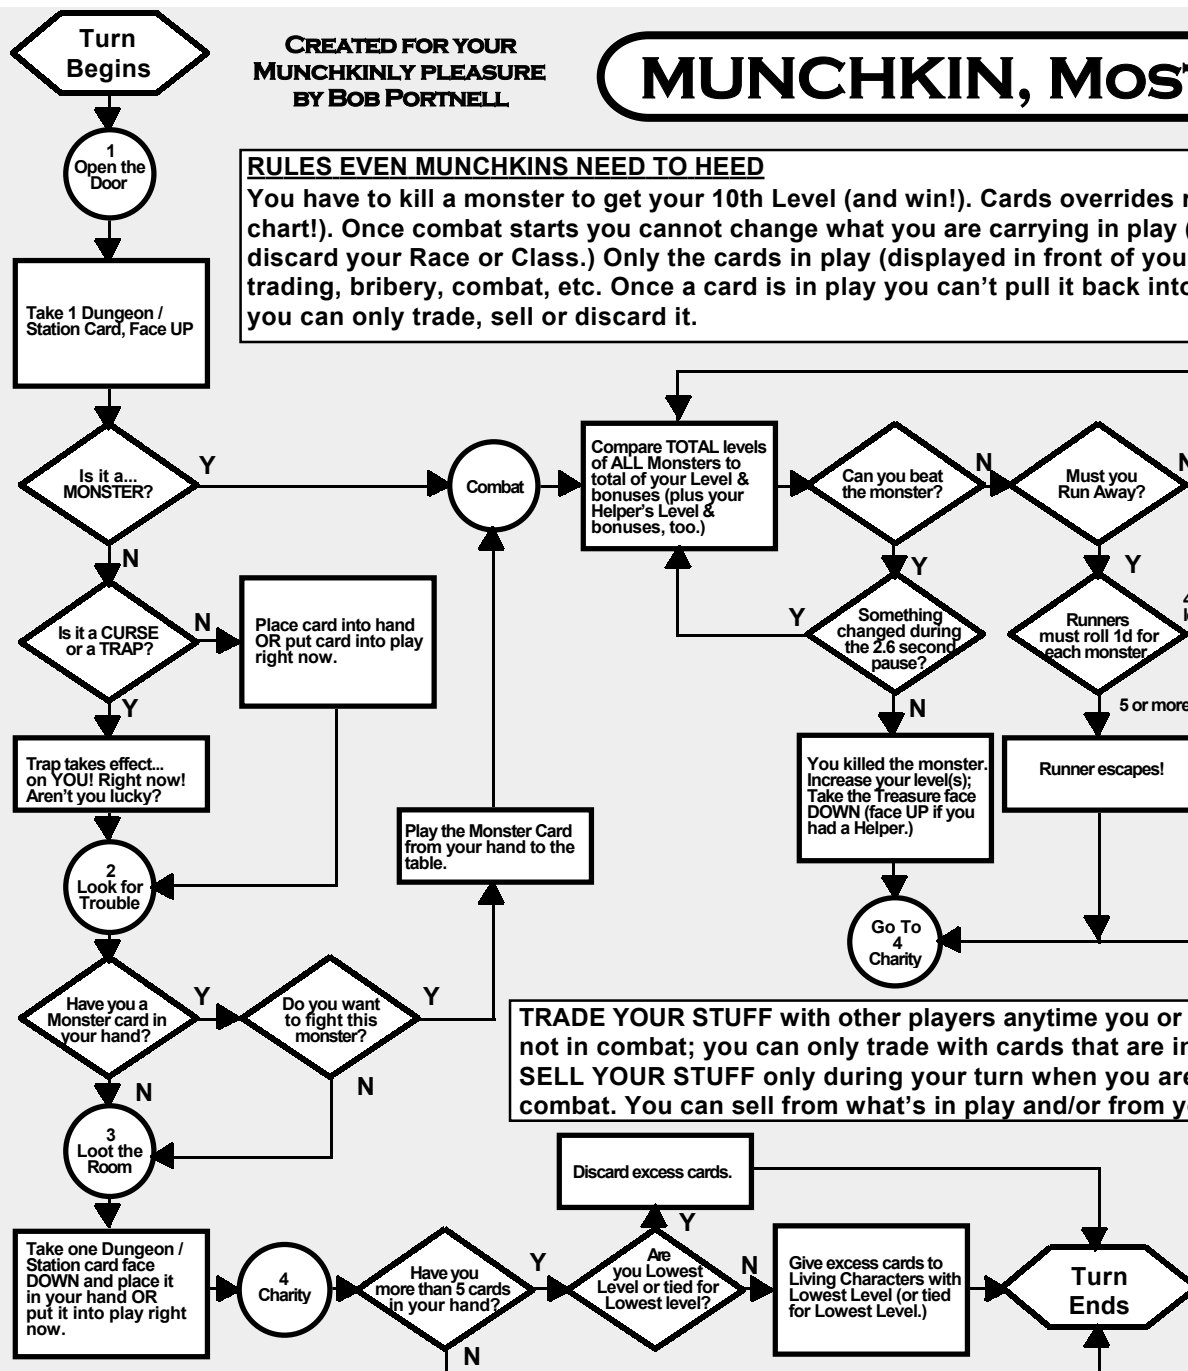 Turn
Begins
CREATED FOR YOUR
MUNCHKINLY PLEASURE
BY BOB PORTNELL
MUNCHKIN, MOST
1
Open the
Door
RULES EVEN MUNCHKINS NEED TO HEED
You have to kill a monster to get your 10th Level (and win!). Cards overrides r
chart!). Once combat starts you cannot change what you are carrying in play (
discard your Race or Class.) Only the cards in play (displayed in front of you
trading, bribery, combat, etc. Once a card is in play you can't pull it back into
you can only trade, sell or discard it.
Take 1 Dungeon /
Station Card, Face UP
Is it a...
MONSTER?
Y
N
Combat
Compare TOTAL levels
of ALL Monsters to
total of your Level &
bonuses (plus your
Helper's Level &
bonuses, too.)
Can you beat
the monster?
N
Y
Must you
Run Away?
N
Y
Is it a CURSE
or a TRAP?
N
Y
Place card into hand
OR put card into play
right now.
Something
changed during
the 2.6 second
pause?
Y
N
Runners
must roll 1d for
each monster.
4
5 or more
Trap takes effect...
on YOU! Right now!
Aren't you lucky?
You killed the monster.
Increase your level(s);
Take the Treasure face
DOWN (face UP if you
had a Helper.)
Runner escapes!
Play the Monster Card
from your hand to the
table.
2
Look for
Trouble
Go To
4
Charity
Have you a
Monster card in
your hand?
Y
N
Do you want
to fight this
monster?
Y
N
TRADE YOUR STUFF with other players anytime you or
not in combat; you can only trade with cards that are in
SELL YOUR STUFF only during your turn when you are
combat. You can sell from what's in play and/or from y
3
Loot the
Room
Discard excess cards.
Take one Dungeon /
Station card face
DOWN and place it
in your hand OR
put it into play right
now.
4
Charity
Have you
more than 5 cards
in your hand?
Y
N
Are
you Lowest
Level or tied for
Lowest level?
Y
N
Give excess cards to
Living Characters with
Lowest Level (or tied
for Lowest Level.)
Turn
Ends